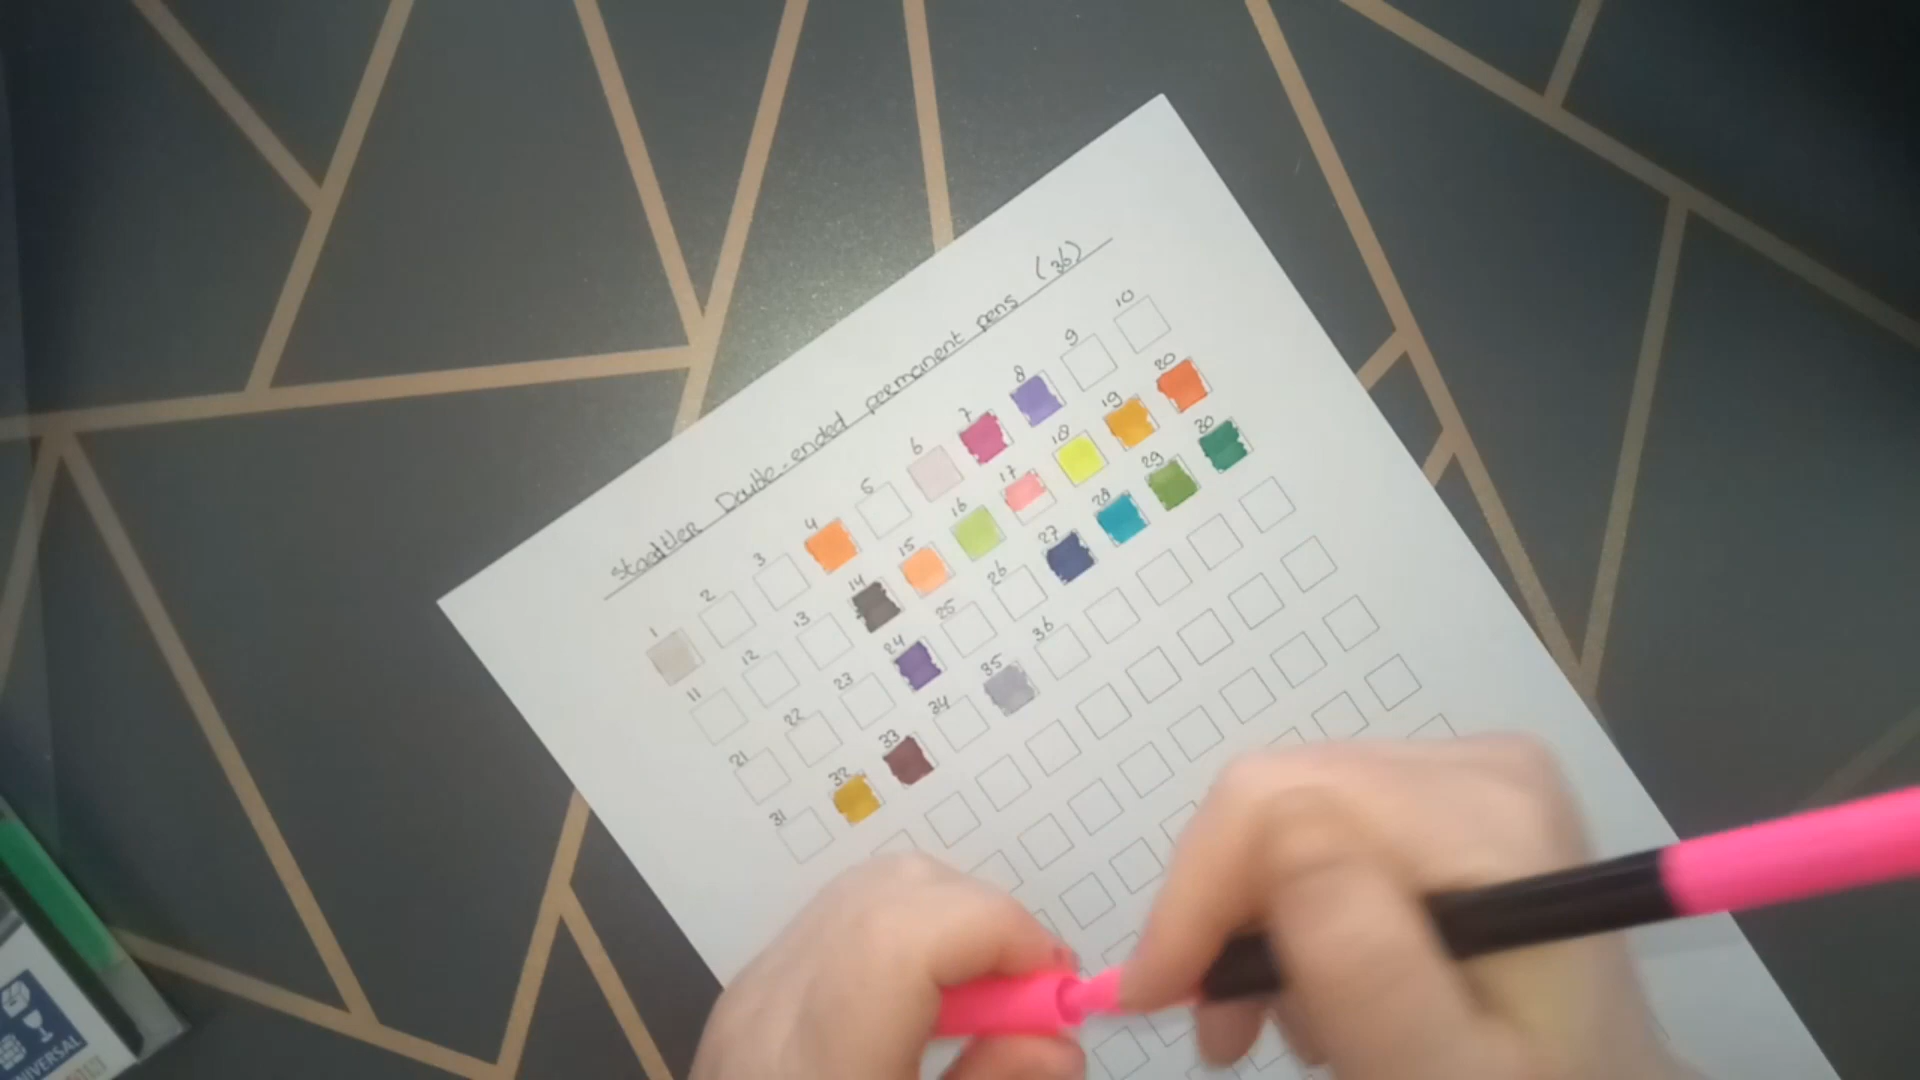 Staedtler Double-ended permanent pens (36)
1 2 3 4 5 6 7 8 9 10
11 12 13 14 15 16 17 18 19 20
21 22 23 24 25 26 27 28 29 30
31 32 33 34 35 36
UNIVERSAL